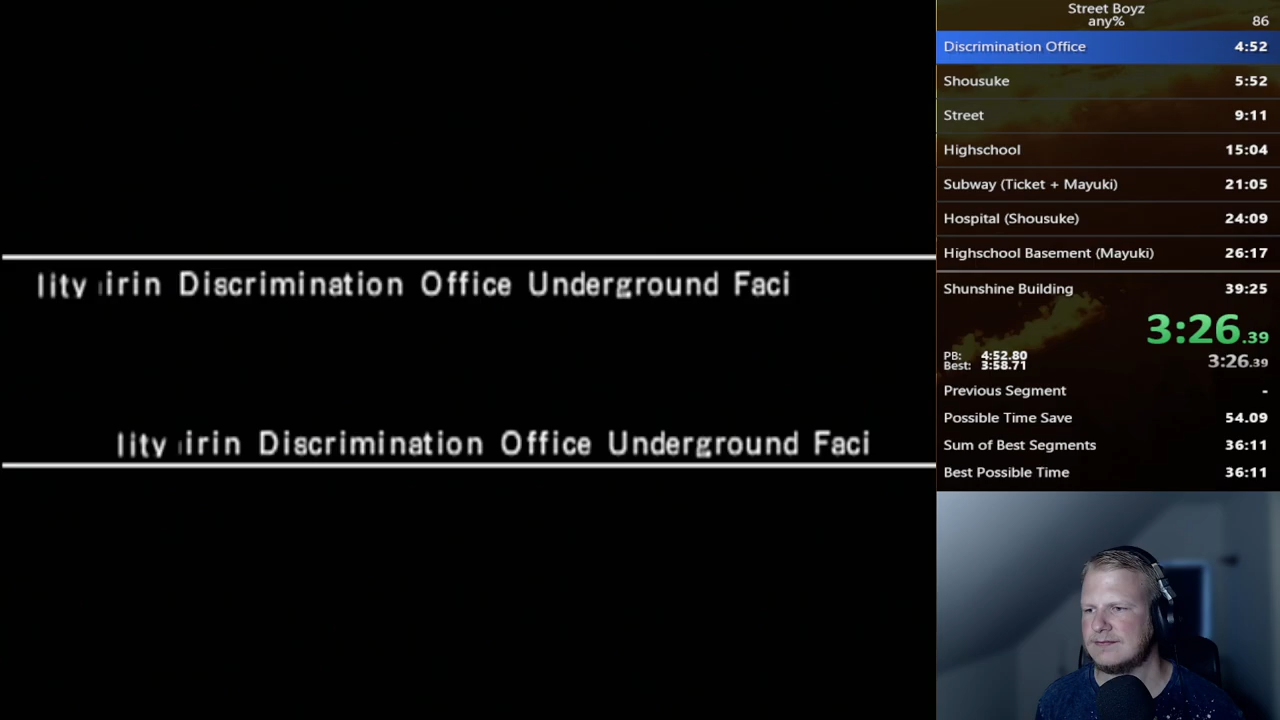 lity irin Discrimination Office Underground Faci
lity irin Discrimination Office Underground Faci
Street Boyz
any%
86
Discrimination Office 4:52
Shousuke 5:52
Street 9:11
Highschool 15:04
Subway (Ticket + Mayuki) 21:05
Hospital (Shousuke) 24:09
Highschool Basement (Mayuki) 26:17
Shunshine Building 39:25
3:26.39
PB: 4:52.80
Best: 3:58.71
3:26.39
Previous Segment -
Possible Time Save 54.09
Sum of Best Segments 36:11
Best Possible Time 36:11